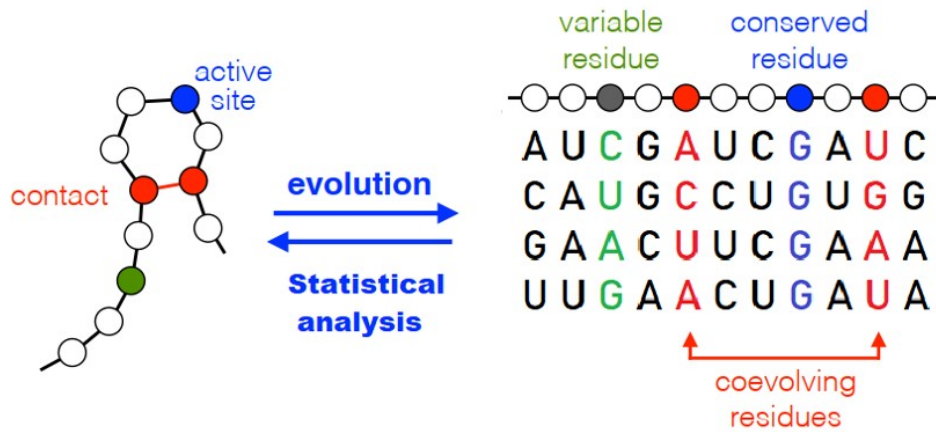 active
site
contact
evolution
Statistical
analysis
variable
residue
conserved
residue
A U C G A U C G A U C
C A U G C C U G U G G
G A A C U U C G A A A
U U G A A C U G A U A
coevolving
residues